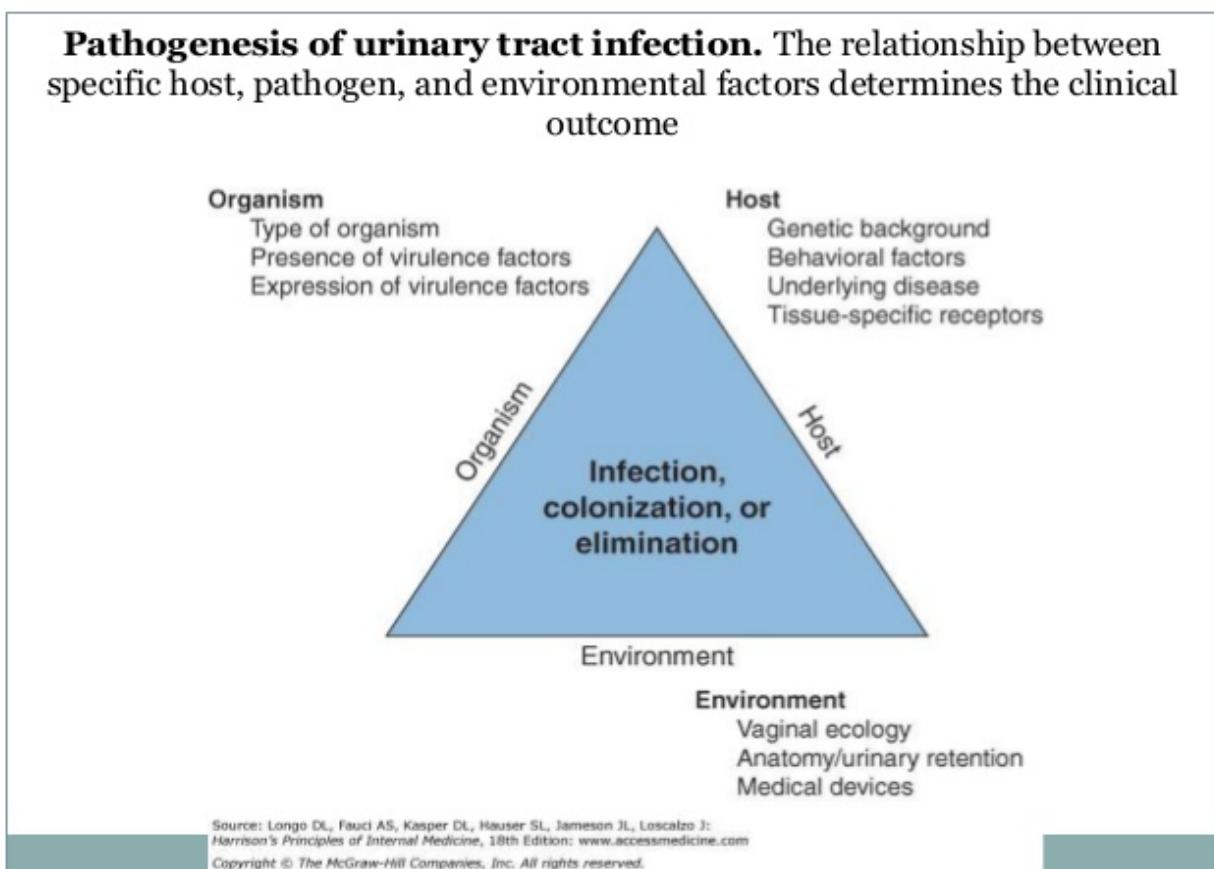 Pathogenesis of urinary tract infection. The relationship between
specific host, pathogen, and environmental factors determines the clinical
outcome
Organism
Type of organism
Presence of virulence factors
Expression of virulence factors
Host
Genetic background
Behavioral factors
Underlying disease
Tissue-specific receptors
Organism
Host
Infection,
colonization, or
elimination
Environment
Environment
Vaginal ecology
Anatomy/urinary retention
Medical devices
Source: Longo DL, Fauci AS, Kasper DL, Hauser SL, Jameson JL, Loscalzo J:
Harrison's Principles of Internal Medicine, 18th Edition: www.accessmedicine.com
Copyright © The McGraw-Hill Companies, Inc. All rights reserved.